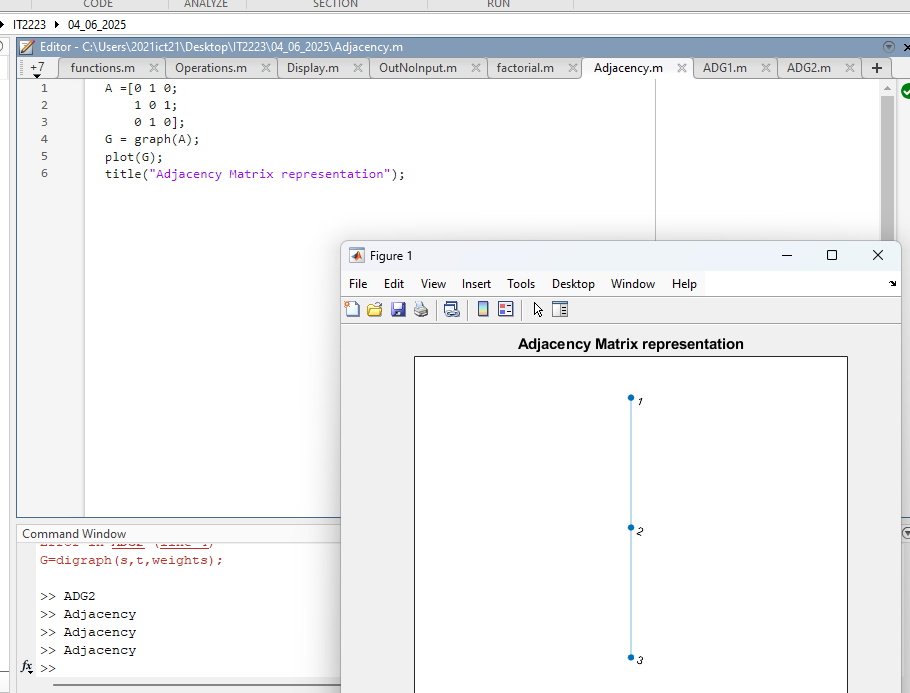 CODE ANALYZE SECTION RUN
IT2223 04_06_2025
Editor - C:\Users\2021ict21\Desktop\IT2223\04_06_2025\Adjacency.m
+7 functions.m Operations.m Display.m OutNoInput.m factorial.m Adjacency.m ADG1.m ADG2.m +
1 A =[0 1 0;
2 1 0 1;
3 0 1 0];
4 G = graph(A);
5 plot(G);
6 title("Adjacency Matrix representation");
Figure 1
File Edit View Insert Tools Desktop Window Help
Adjacency Matrix representation
1
2
3
Command Window
G=digraph(s,t,weights);
>> ADG2
>> Adjacency
>> Adjacency
>> Adjacency
fx >>